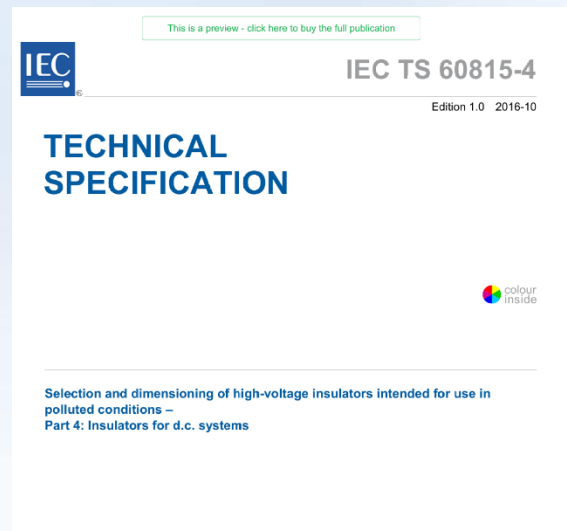 This is a preview - click here to buy the full publication
IEC
IEC TS 60815-4
Edition 1.0 2016-10
TECHNICAL
SPECIFICATION
colour
inside
Selection and dimensioning of high-voltage insulators intended for use in
polluted conditions –
Part 4: Insulators for d.c. systems